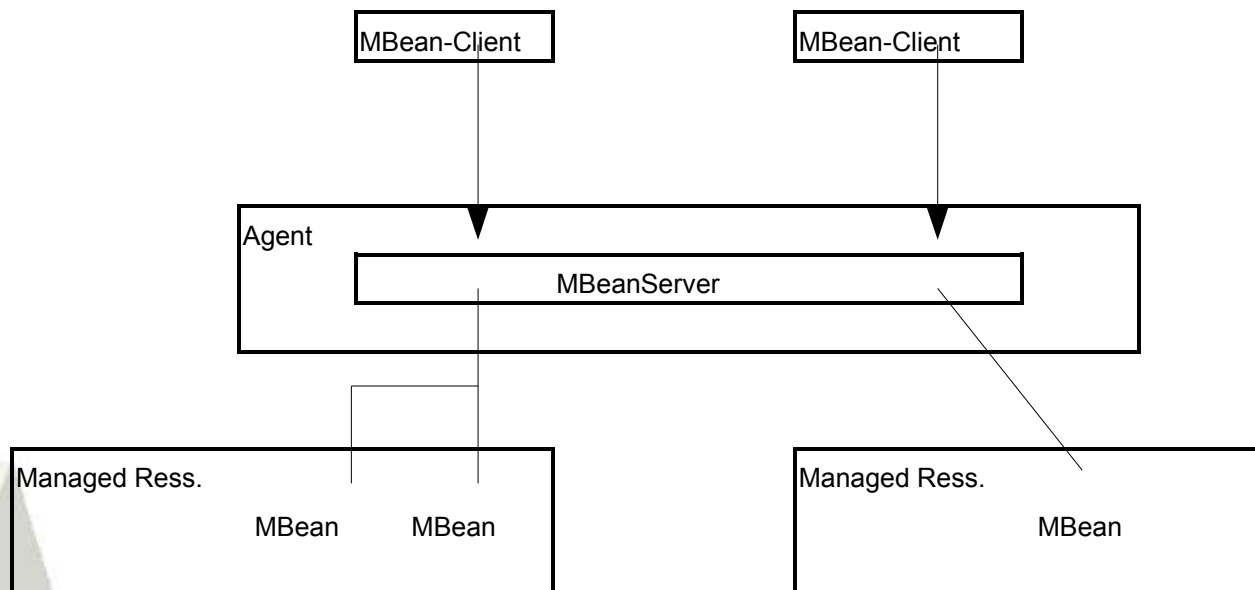 MBean-Client
MBean-Client
Agent
MBeanServer
Managed Ress.
Managed Ress.
MBean
MBean
MBean